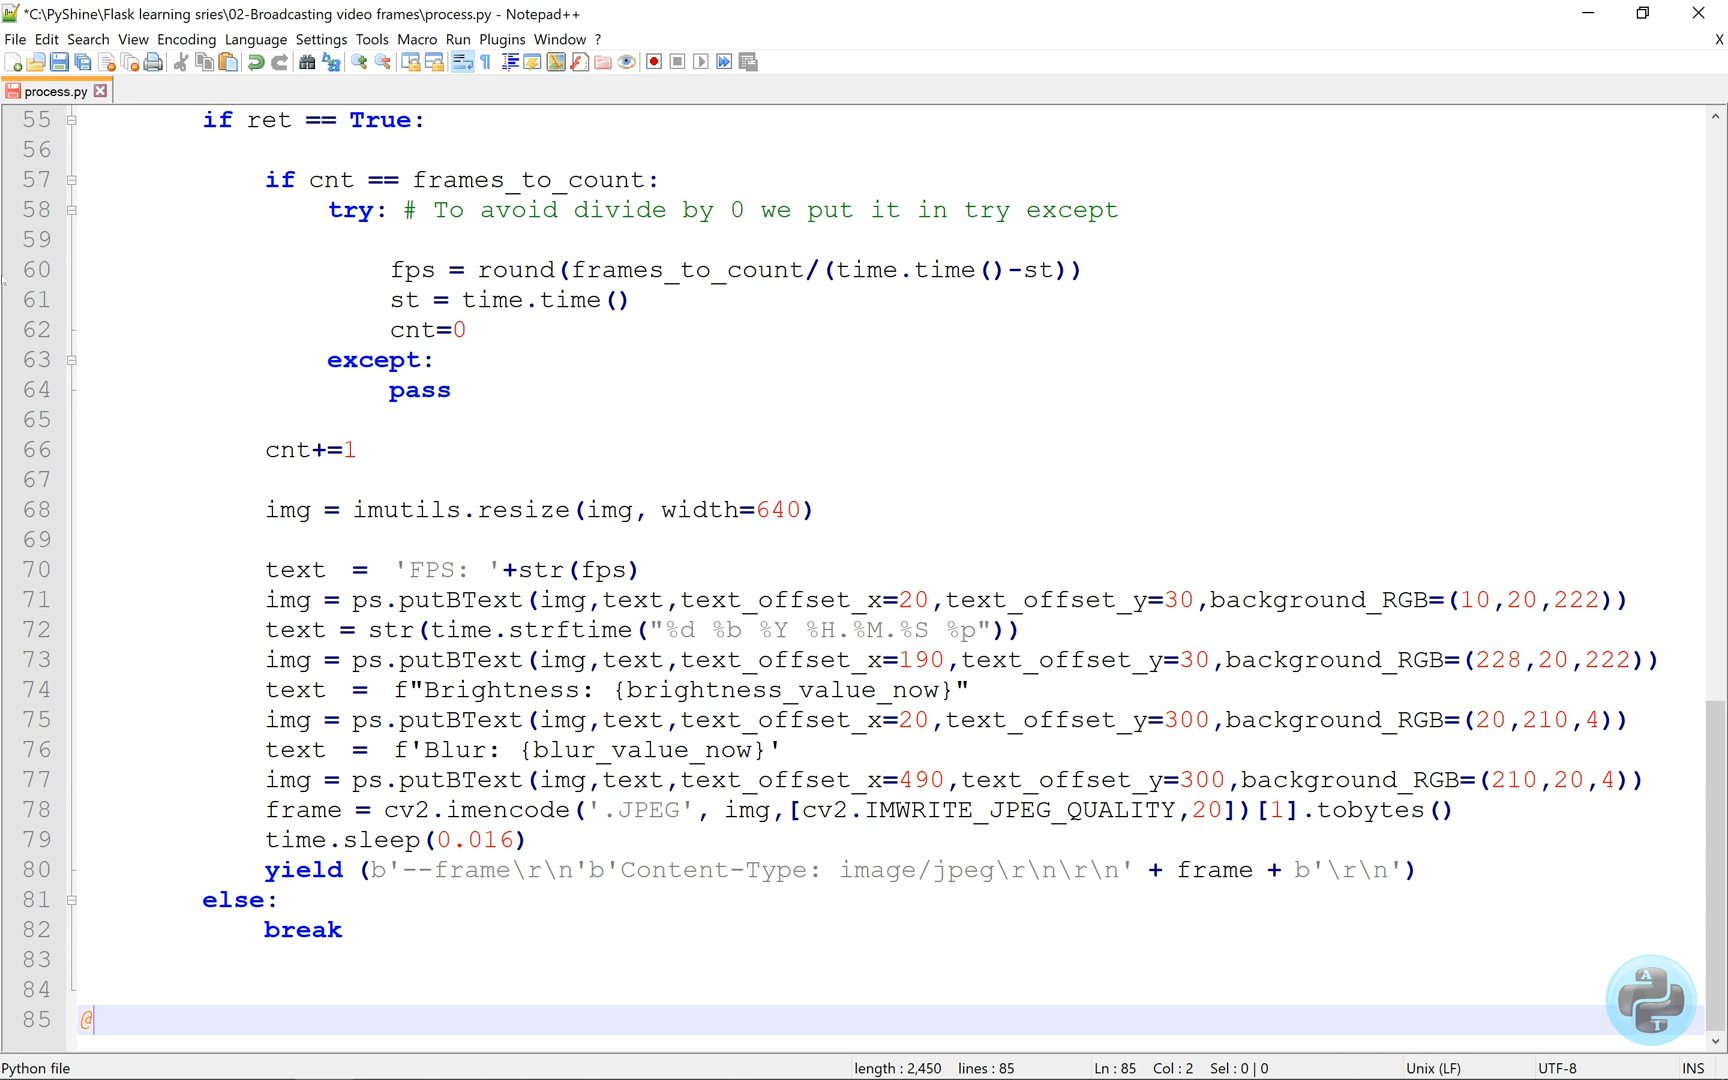 *C:\PyShine\Flask learning sries\02-Broadcasting video frames\process.py - Notepad++
File Edit Search View Encoding Language Settings Tools Macro Run Plugins Window ? X
process.py
55 if ret == True:
56
57 if cnt == frames_to_count:
58 try: # To avoid divide by 0 we put it in try except
59
60 fps = round(frames_to_count/(time.time()-st))
61 st = time.time()
62 cnt=0
63 except:
64 pass
65
66 cnt+=1
67
68 img = imutils.resize(img, width=640)
69
70 text  =  'FPS: '+str(fps)
71 img = ps.putBText(img,text,text_offset_x=20,text_offset_y=30,background_RGB=(10,20,222))
72 text = str(time.strftime("%d %b %Y %H.%M.%S %p"))
73 img = ps.putBText(img,text,text_offset_x=190,text_offset_y=30,background_RGB=(228,20,222))
74 text  =  f"Brightness: {brightness_value_now}"
75 img = ps.putBText(img,text,text_offset_x=20,text_offset_y=300,background_RGB=(20,210,4))
76 text  =  f'Blur: {blur_value_now}'
77 img = ps.putBText(img,text,text_offset_x=490,text_offset_y=300,background_RGB=(210,20,4))
78 frame = cv2.imencode('.JPEG', img,[cv2.IMWRITE_JPEG_QUALITY,20])[1].tobytes()
79 time.sleep(0.016)
80 yield (b'--frame\r\n'b'Content-Type: image/jpeg\r\n\r\n' + frame + b'\r\n')
81 else:
82 break
83
84
85 @
A
T
Python file length : 2,450 lines : 85 Ln : 85 Col : 2 Sel : 0 | 0 Unix (LF) UTF-8 INS